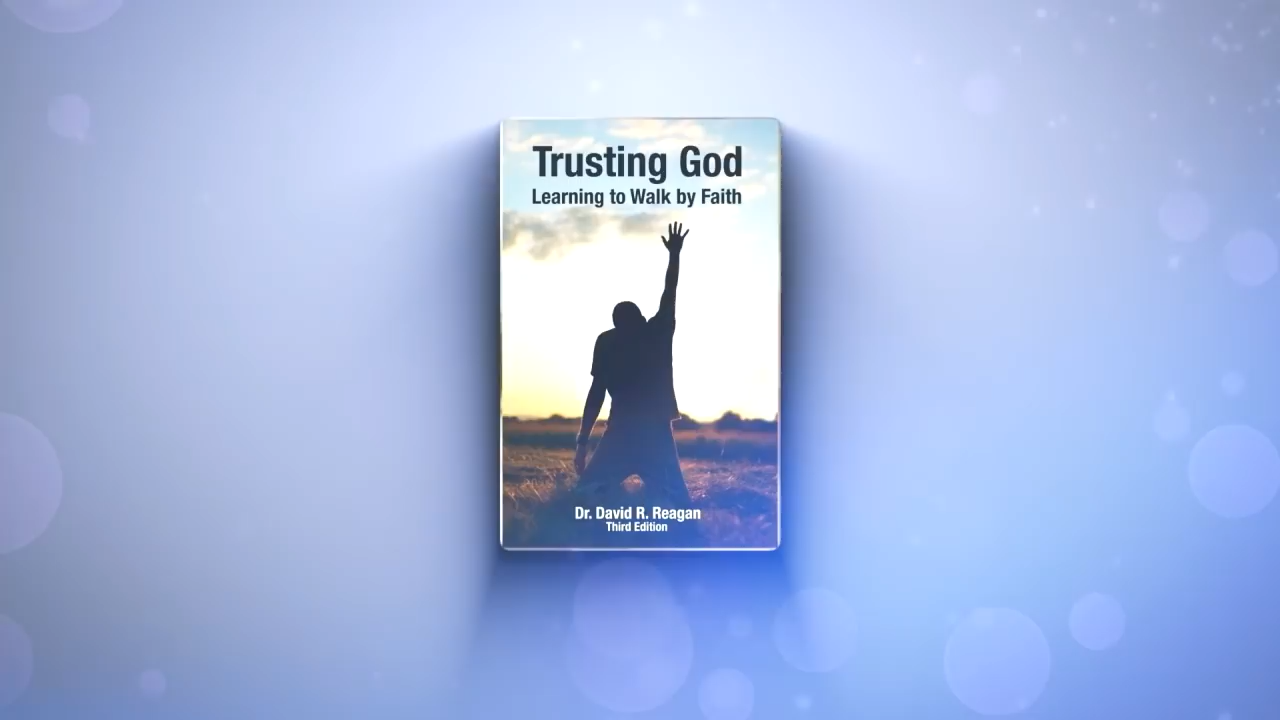 Trusting God
Learning to Walk by Faith
Dr. David R. Reagan
Third Edition